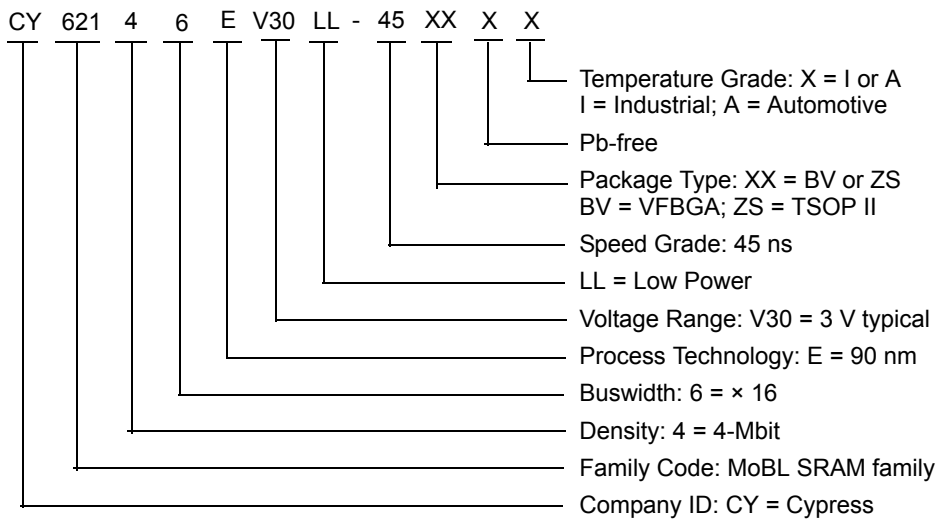 CY 621 4 6 E V30 LL - 45 XX X X
Temperature Grade: X = I or A
I = Industrial; A = Automotive
Pb-free
Package Type: XX = BV or ZS
BV = VFBGA; ZS = TSOP II
Speed Grade: 45 ns
LL = Low Power
Voltage Range: V30 = 3 V typical
Process Technology: E = 90 nm
Buswidth: 6 = × 16
Density: 4 = 4-Mbit
Family Code: MoBL SRAM family
Company ID: CY = Cypress